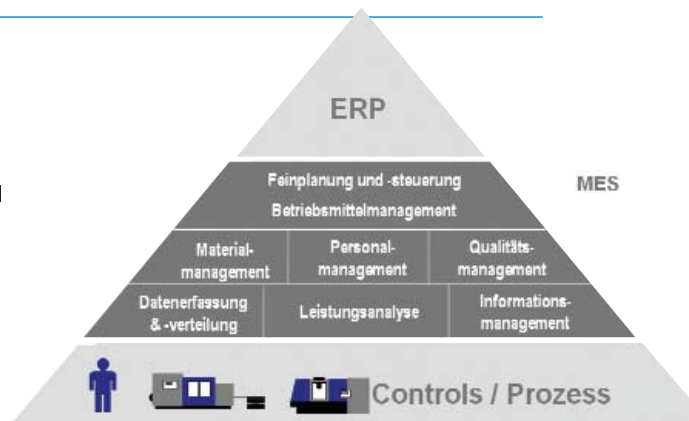 ERP
Feinplanung und -steuerung
Betriebsmittelmanagement
MES
Material-
management
Personal-
management
Qualitäts-
management
Datenerfassung
& -verteilung
Leistungsanalyse
Informations-
management
Controls / Prozess